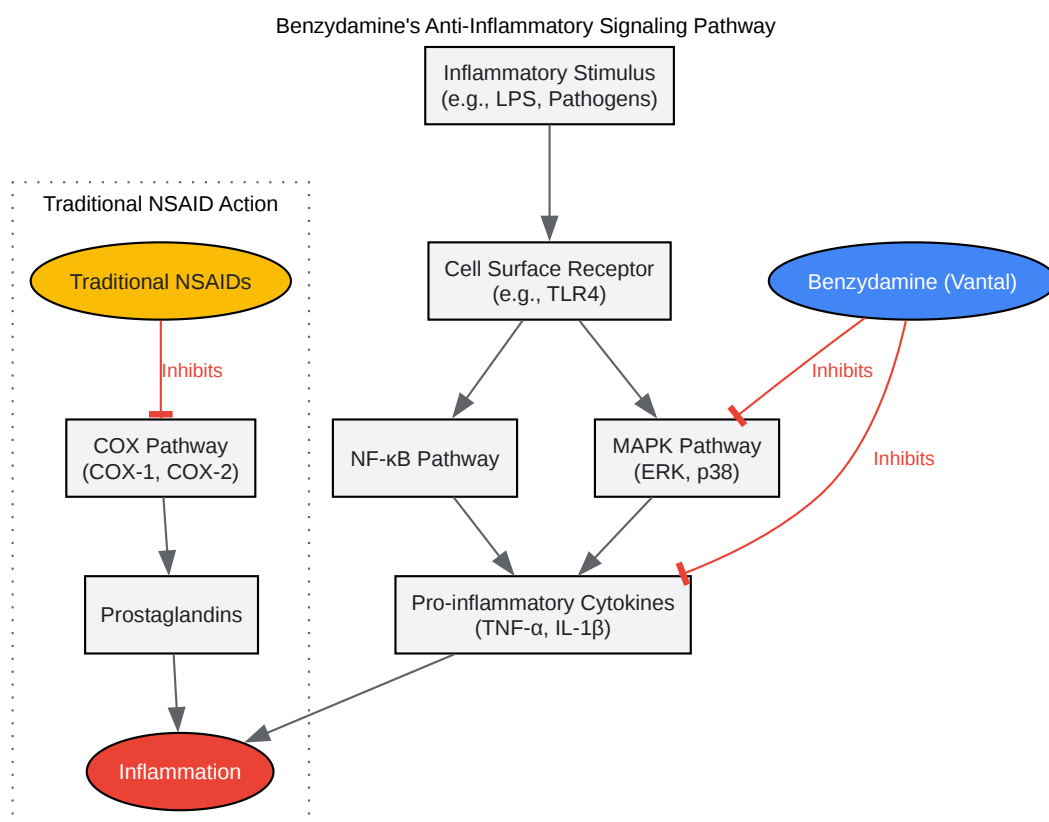 Benzydamine's Anti-Inflammatory Signaling Pathway
Inflammatory Stimulus
(e.g., LPS, Pathogens)
Traditional NSAID Action
Traditional NSAIDs
Cell Surface Receptor
(e.g., TLR4)
Benzydamine (Vantal)
Inhibits
Inhibits
Inhibits
COX Pathway
(COX-1, COX-2)
NF-κB Pathway
MAPK Pathway
(ERK, p38)
Prostaglandins
Pro-inflammatory Cytokines
(TNF-α, IL-1β)
Inflammation